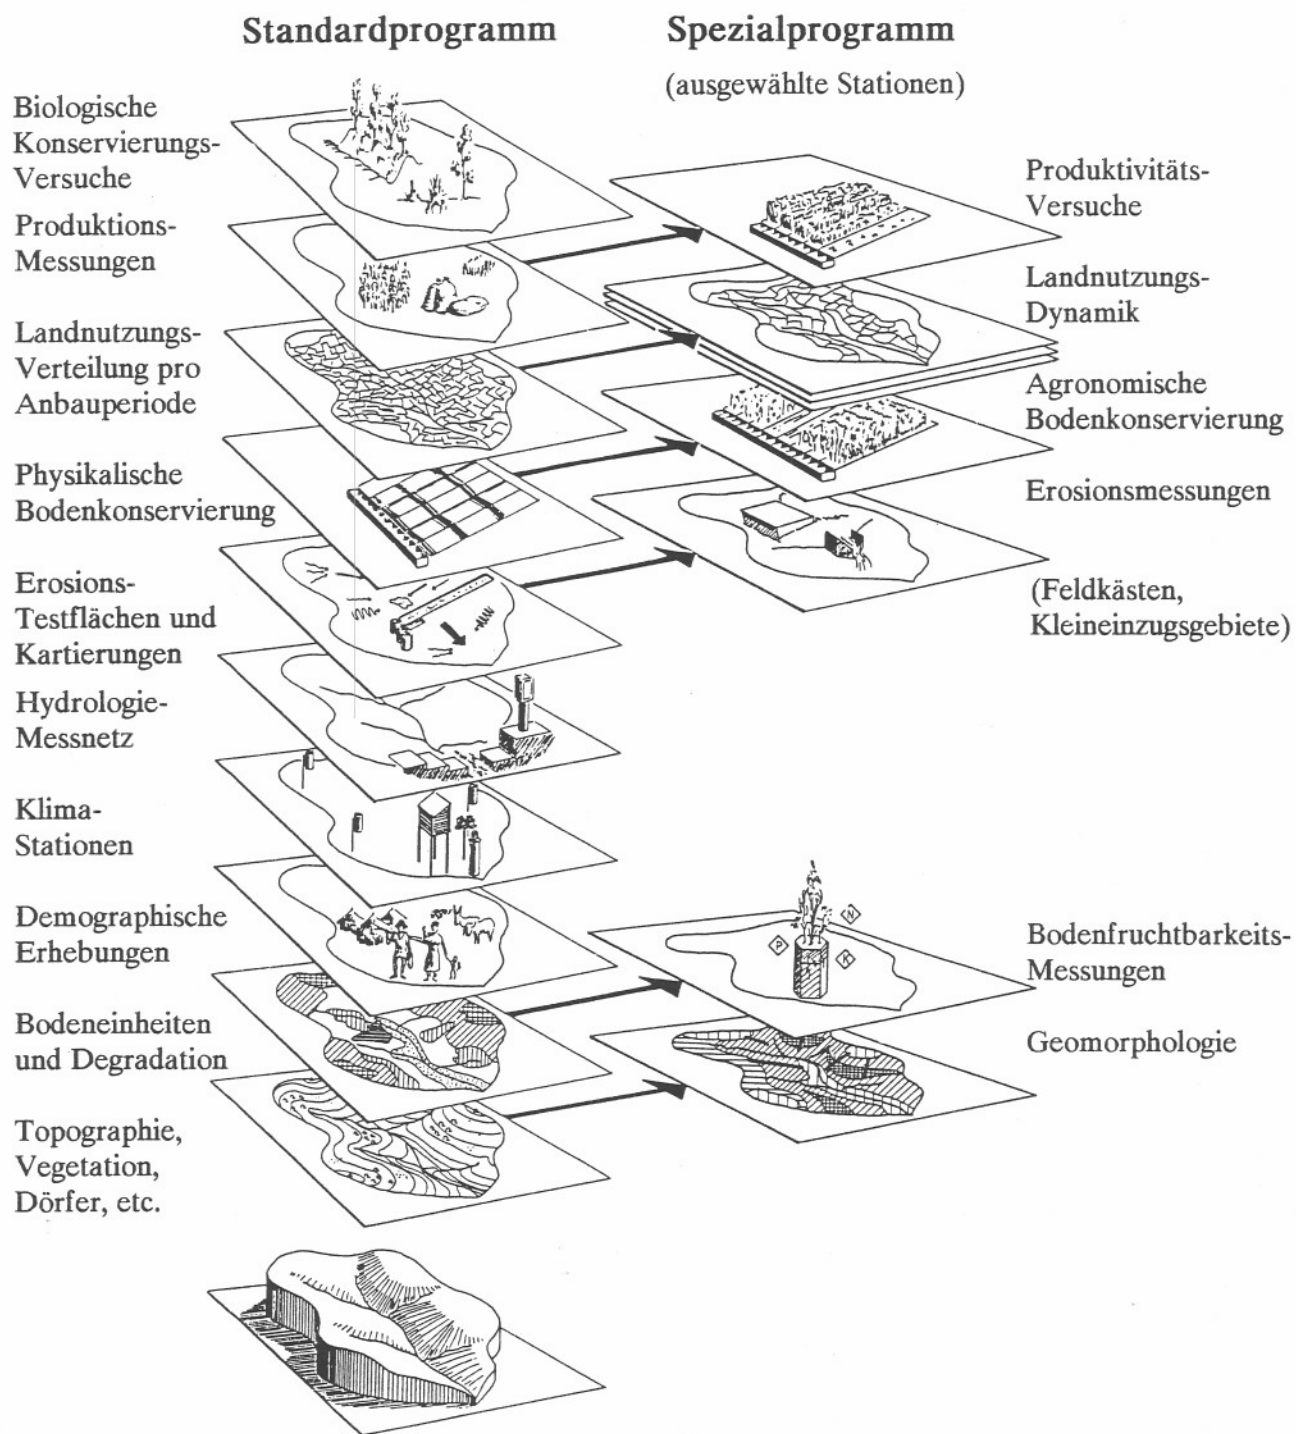 Standardprogramm
Spezialprogramm
(ausgewählte Stationen)
Biologische
Konservierungs-
Versuche
Produktions-
Messungen
Landnutzungs-
Verteilung pro
Anbauperiode
Physikalische
Bodenkonservierung
Erosions-
Testflächen und
Kartierungen
Hydrologie-
Messnetz
Klima-
Stationen
Demographische
Erhebungen
Bodeneinheiten
und Degradation
Topographie,
Vegetation,
Dörfer, etc.
Produktivitäts-
Versuche
Landnutzungs-
Dynamik
Agronomische
Bodenkonservierung
Erosionsmessungen
(Feldkästen,
Kleineinzugsgebiete)
N
P
K
Bodenfruchtbarkeits-
Messungen
Geomorphologie